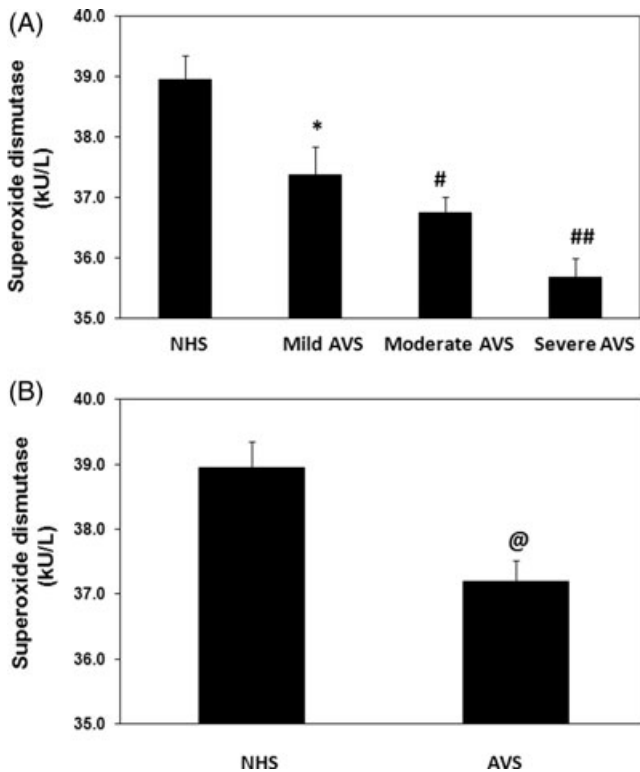 (A)
Superoxide dismutase
(kU/L)
40.0
39.0
38.0
37.0
36.0
35.0
*
#
##
NHS Mild AVS Moderate AVS Severe AVS
(B)
Superoxide dismutase
(kU/L)
40.0
39.0
38.0
37.0
36.0
35.0
@
NHS AVS